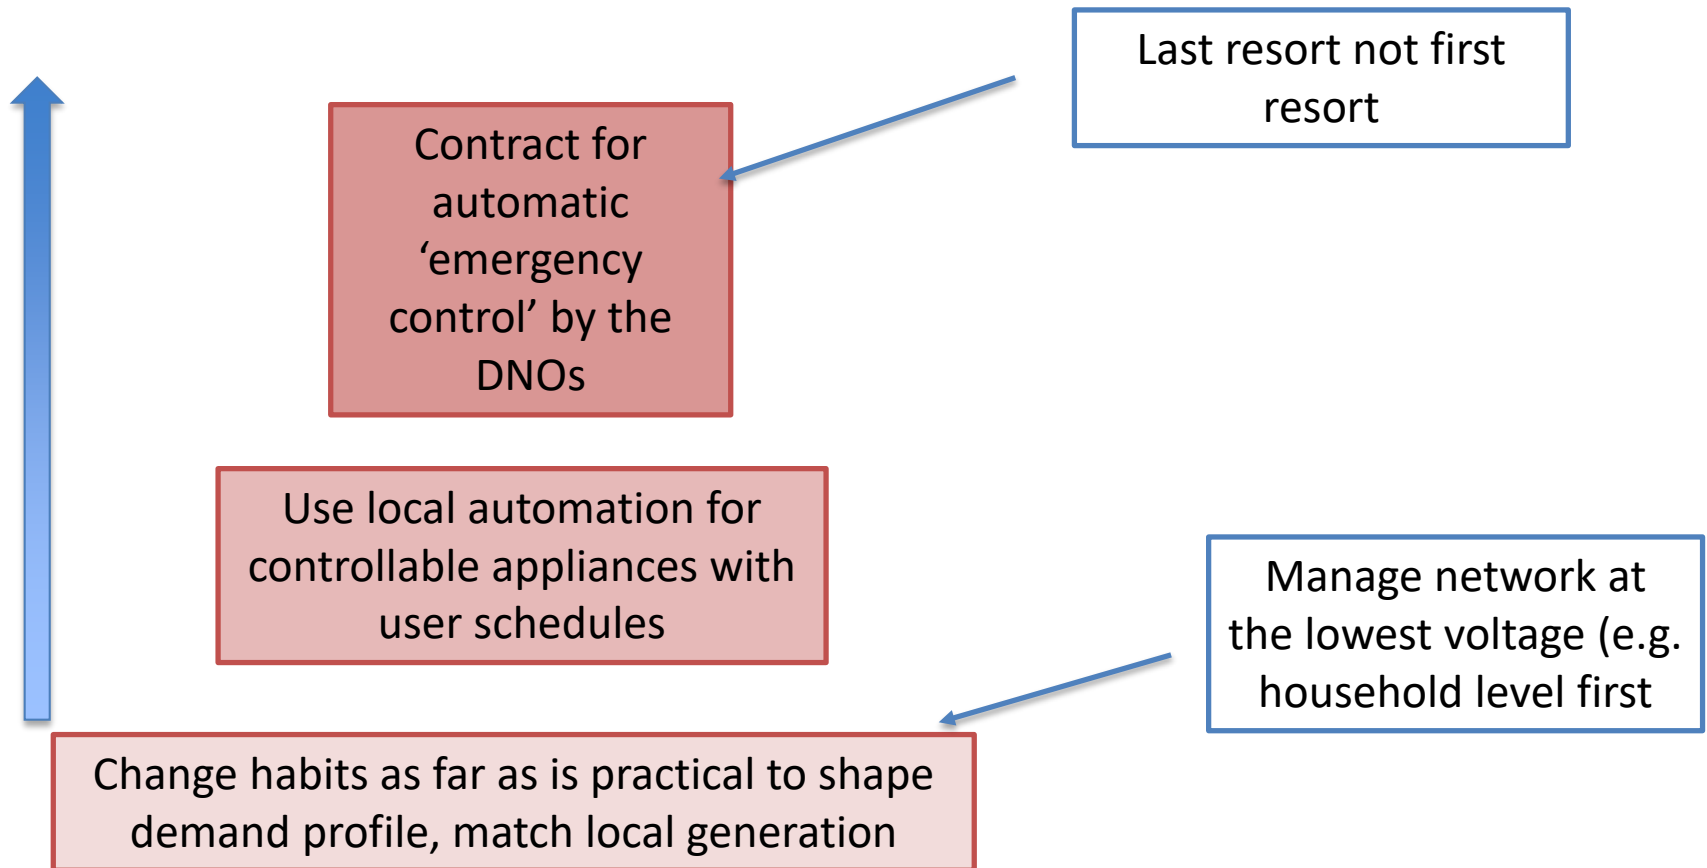 Last resort not first
resort
Contract for
automatic
‘emergency
control’ by the
DNOs
Use local automation for
controllable appliances with
user schedules
Manage network at
the lowest voltage (e.g.
household level first
Change habits as far as is practical to shape
demand profile, match local generation